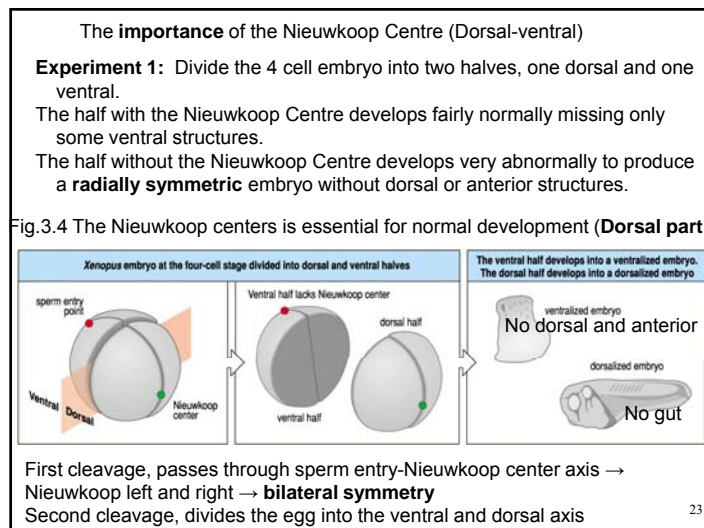 The importance of the Nieuwkoop Centre (Dorsal-ventral)
Experiment 1: Divide the 4 cell embryo into two halves, one dorsal and one
ventral.
The half with the Nieuwkoop Centre develops fairly normally missing only
some ventral structures.
The half without the Nieuwkoop Centre develops very abnormally to produce
a radially symmetric embryo without dorsal or anterior structures.
Fig.3.4 The Nieuwkoop centers is essential for normal development (Dorsal part
Xenopus embryo at the four-cell stage divided into dorsal and ventral halves
The ventral half develops into a ventralized embryo.
The dorsal half develops into a dorsalized embryo
sperm entry
point
Ventral
Dorsal
Nieuwkoop
center
Ventral half lacks Nieuwkoop center
dorsal half
ventral half
ventralized embryo
No dorsal and anterior
dorsalized embryo
No gut
First cleavage, passes through sperm entry-Nieuwkoop center axis →
Nieuwkoop left and right → bilateral symmetry
Second cleavage, divides the egg into the ventral and dorsal axis
23